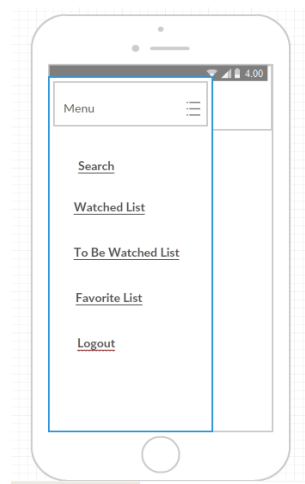 4.00
Menu
Search
Watched List
To Be Watched List
Favorite List
Logout